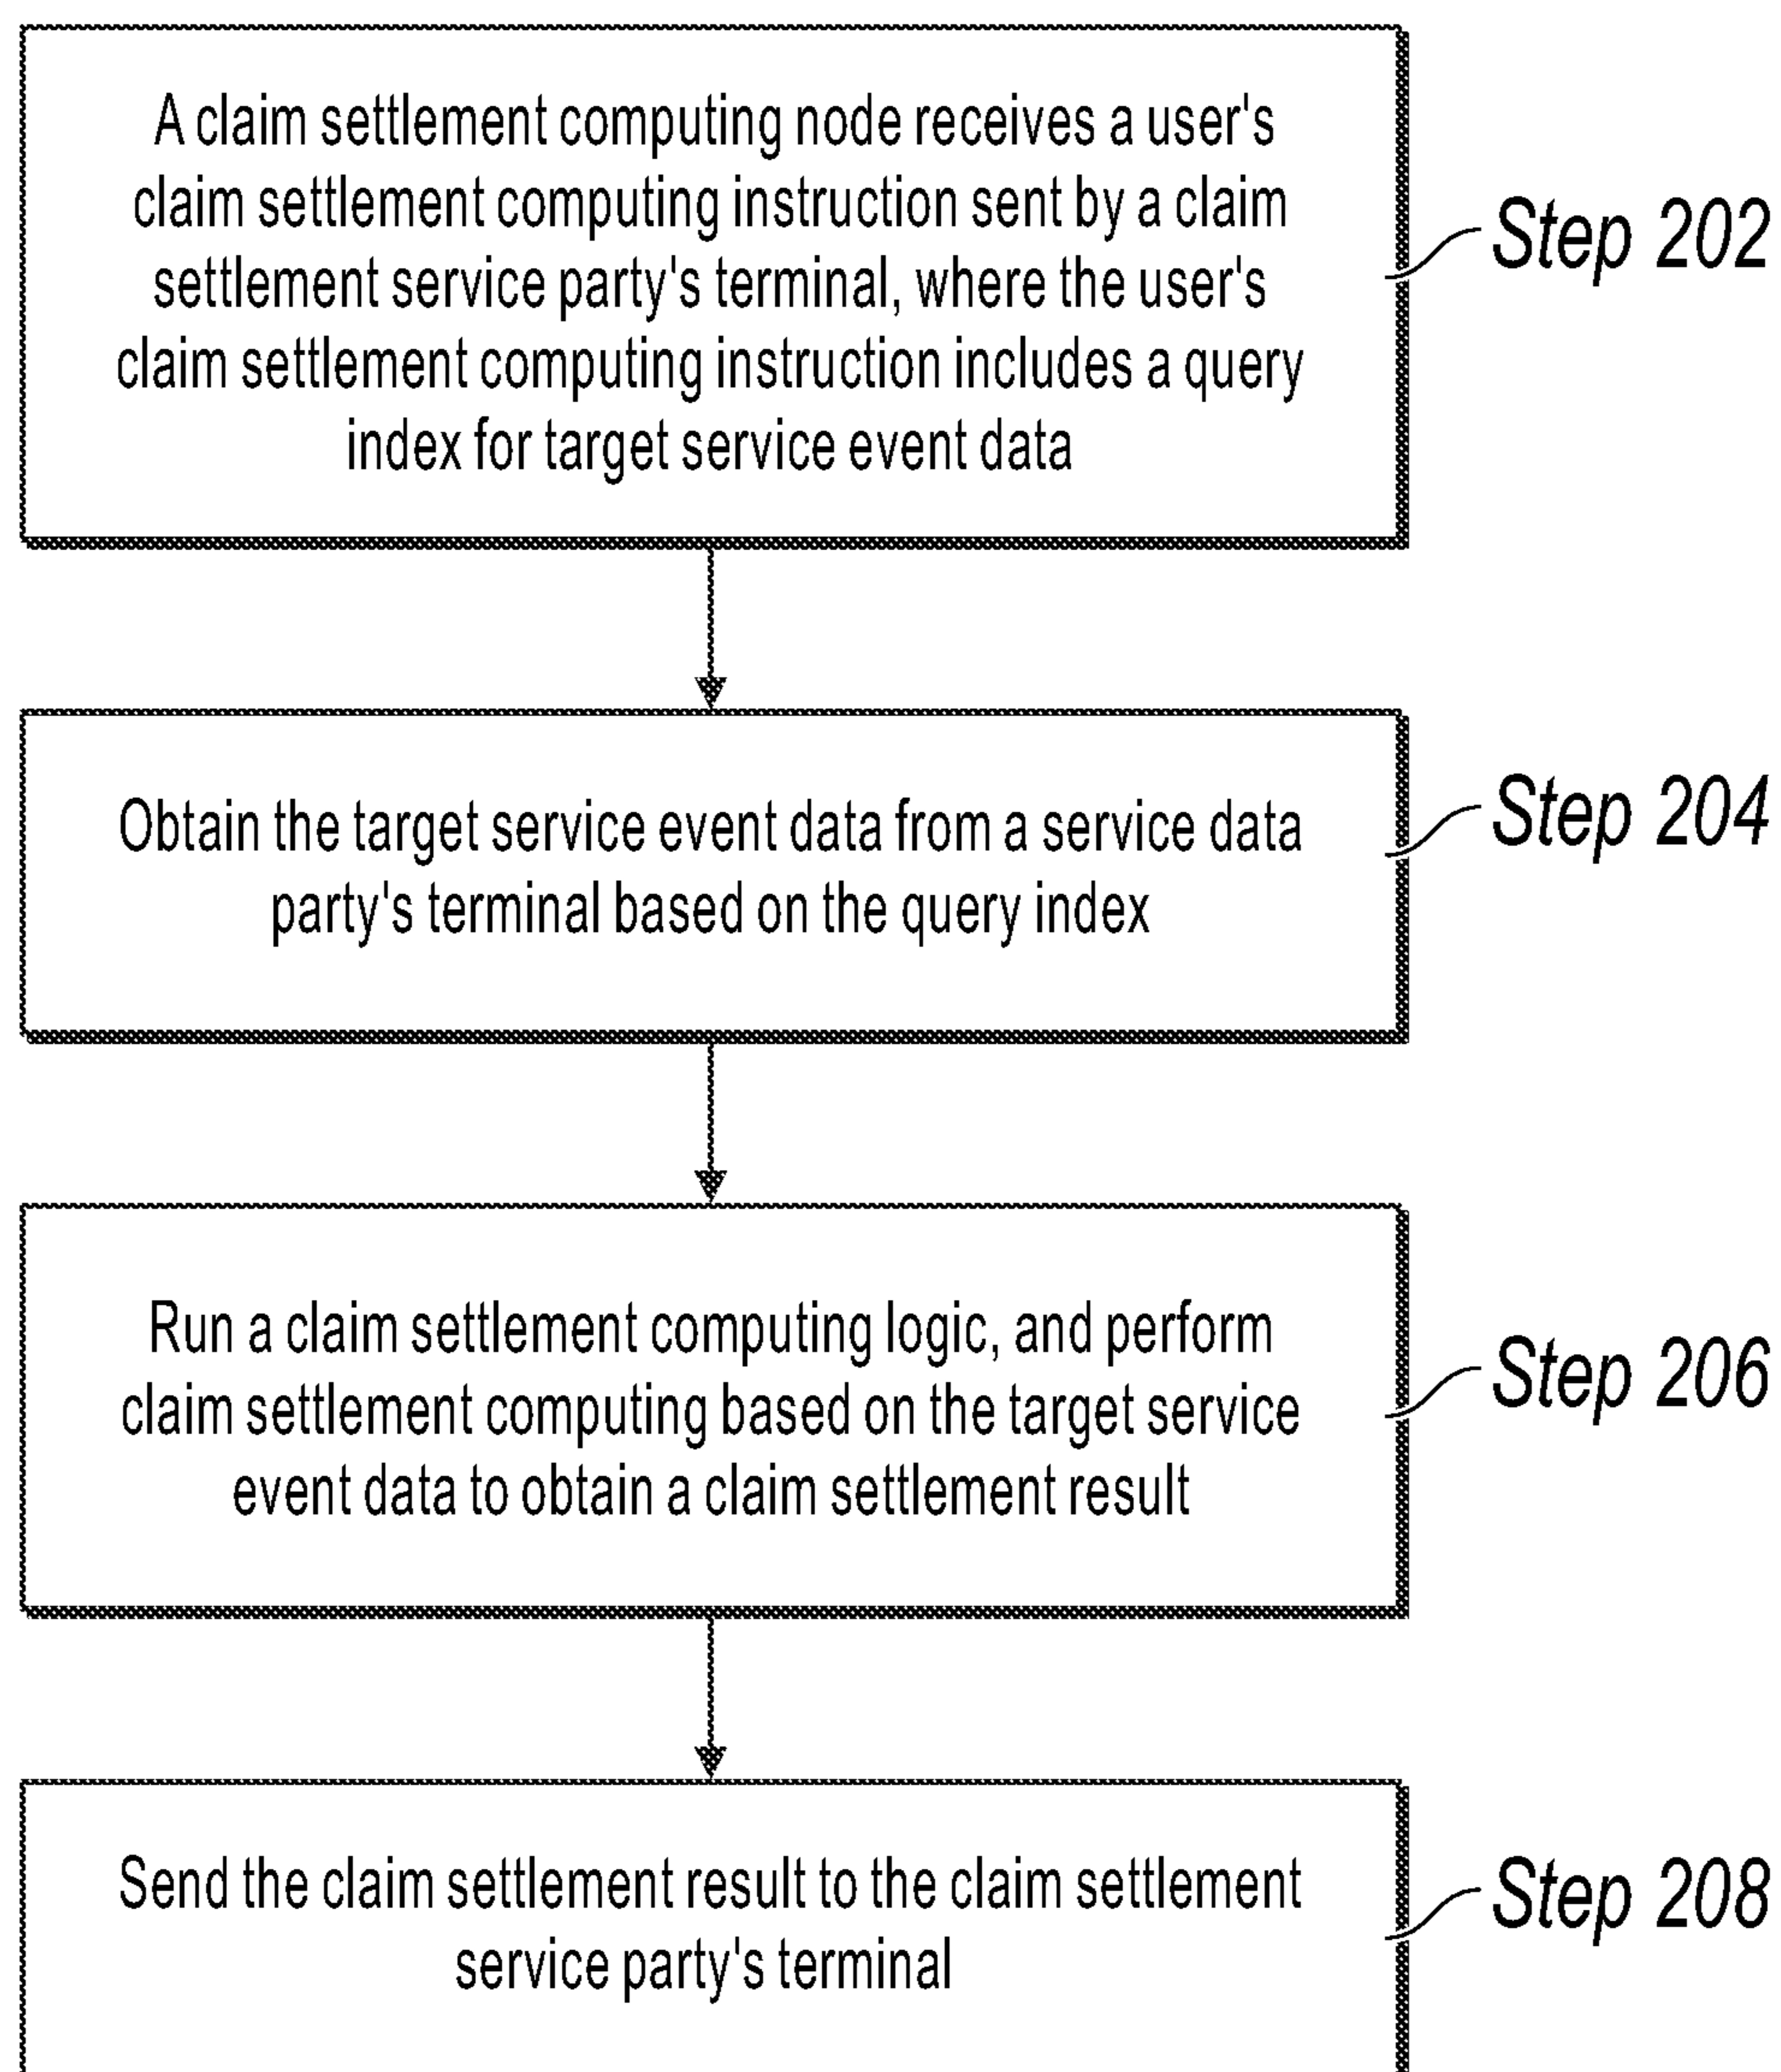 A claim settlement computing node receives a user's
claim settlement computing instruction sent by a claim
settlement service party's terminal, where the user's
claim settlement computing instruction includes a query
index for target service event data
Step 202
Obtain the target service event data from a service data
party's terminal based on the query index
Step 204
Run a claim settlement computing logic, and perform
claim settlement computing based on the target service
event data to obtain a claim settlement result
Step 206
Send the claim settlement result to the claim settlement
service party's terminal
Step 208